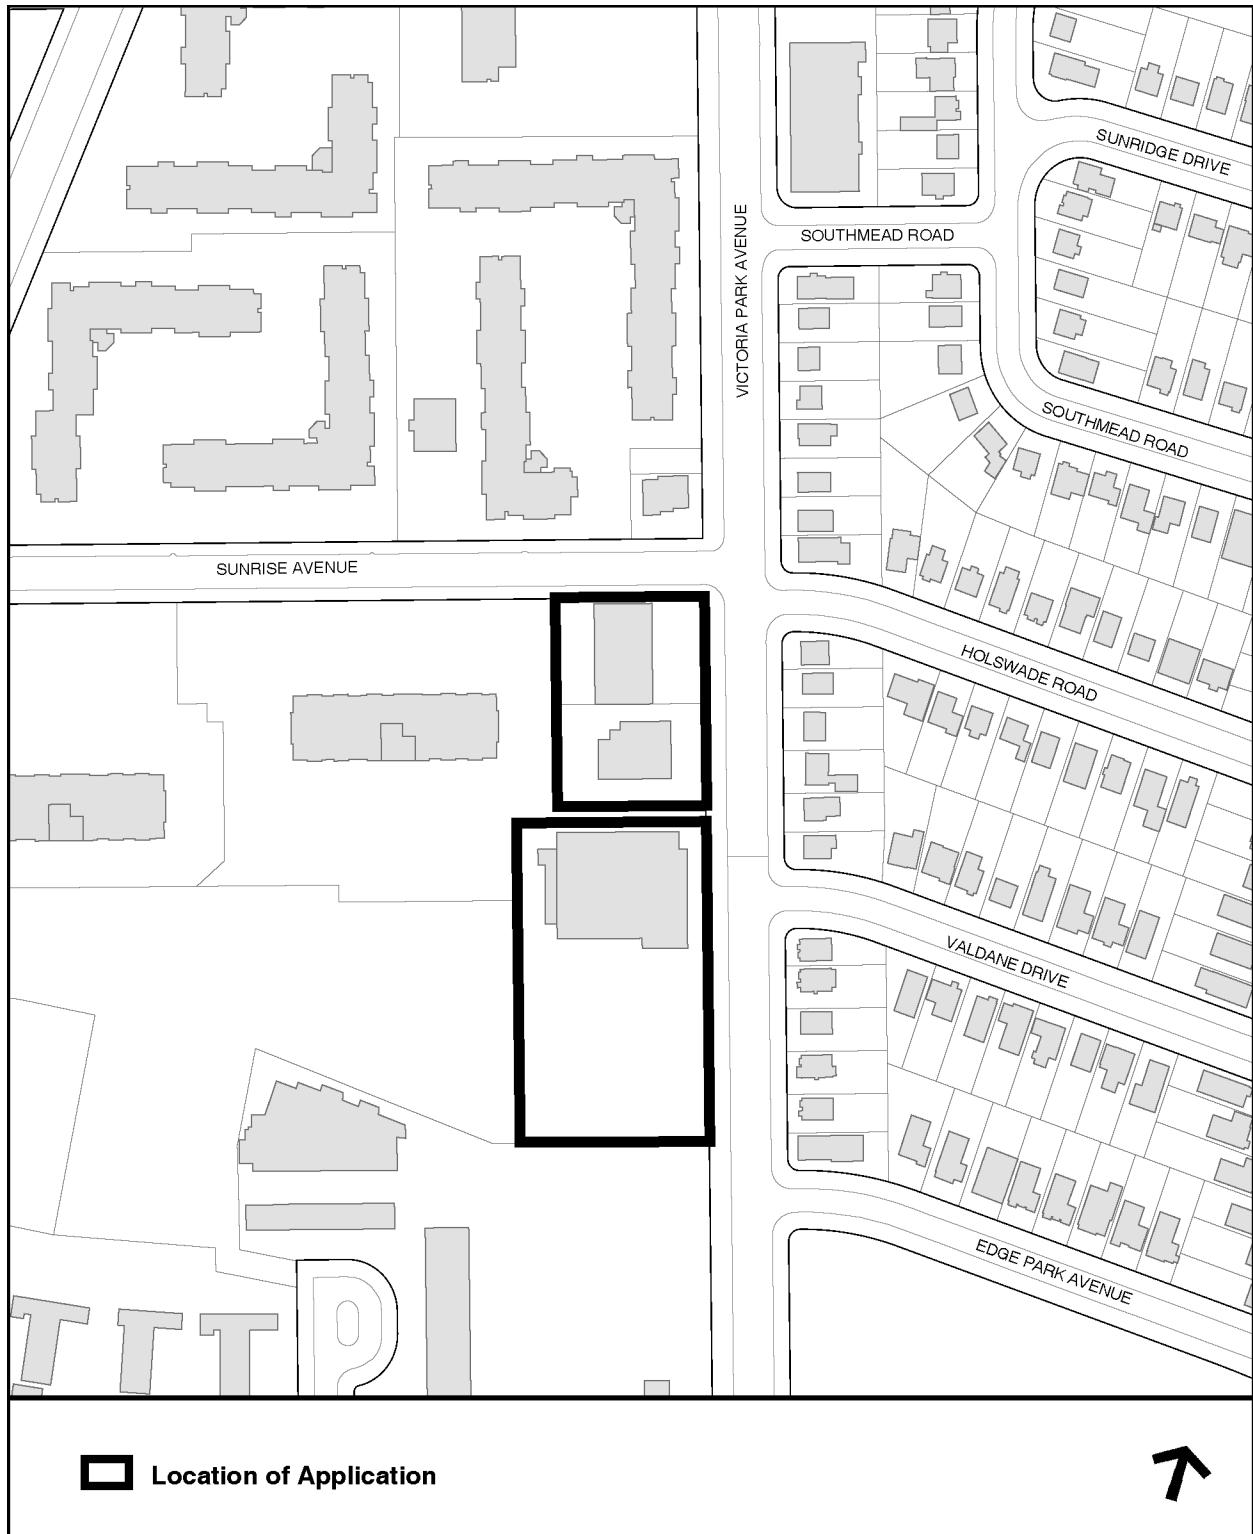 SUNRIDGE DRIVE
SOUTHMEAD ROAD
VICTORIA PARK AVENUE
SOUTHMEAD ROAD
SUNRISE AVENUE
HOLSWADE ROAD
VALDANE DRIVE
EDGE PARK AVENUE
Location of Application